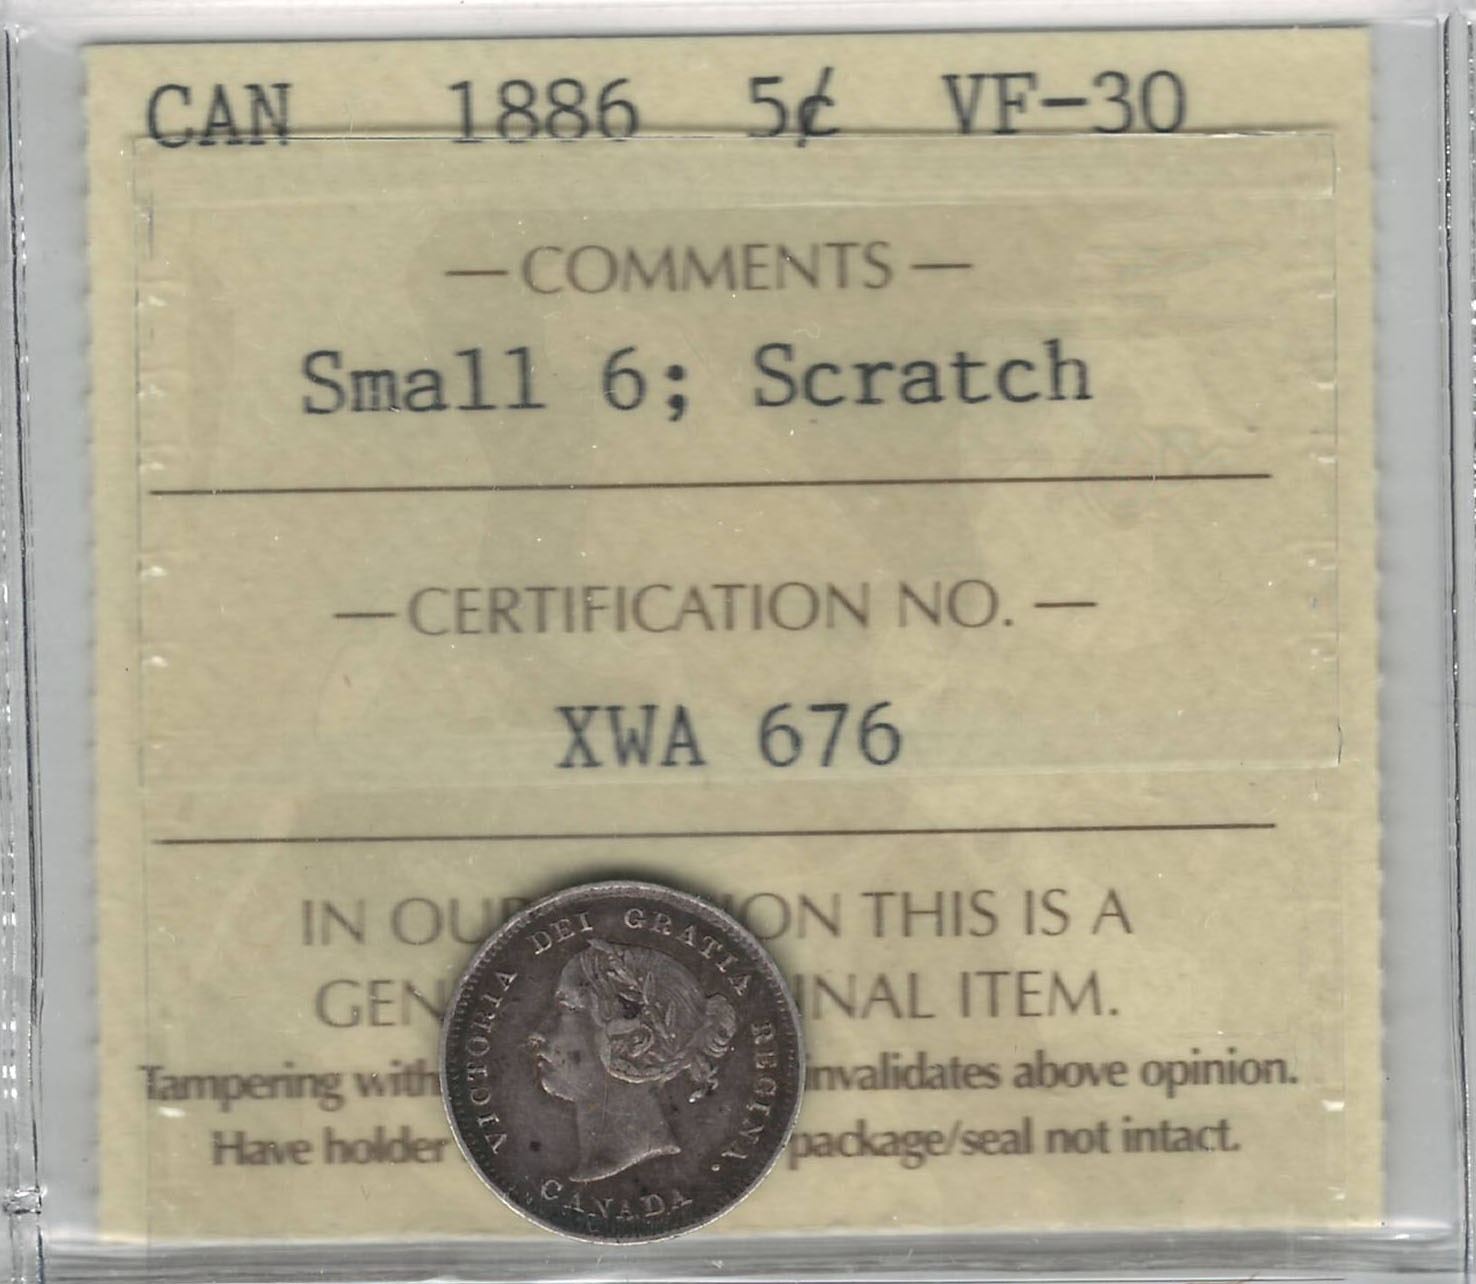 CAN 1886 5¢ VF-30
— COMMENTS —
Small 6; Scratch
— CERTIFICATION NO. —
XWA 676
IN OU ON THIS IS A
GEN INAL ITEM.
Tampering with nvalidates above opinion.
Have holder package/seal not intact.
VICTORIA DEI GRATIA REGINA.
CANADA